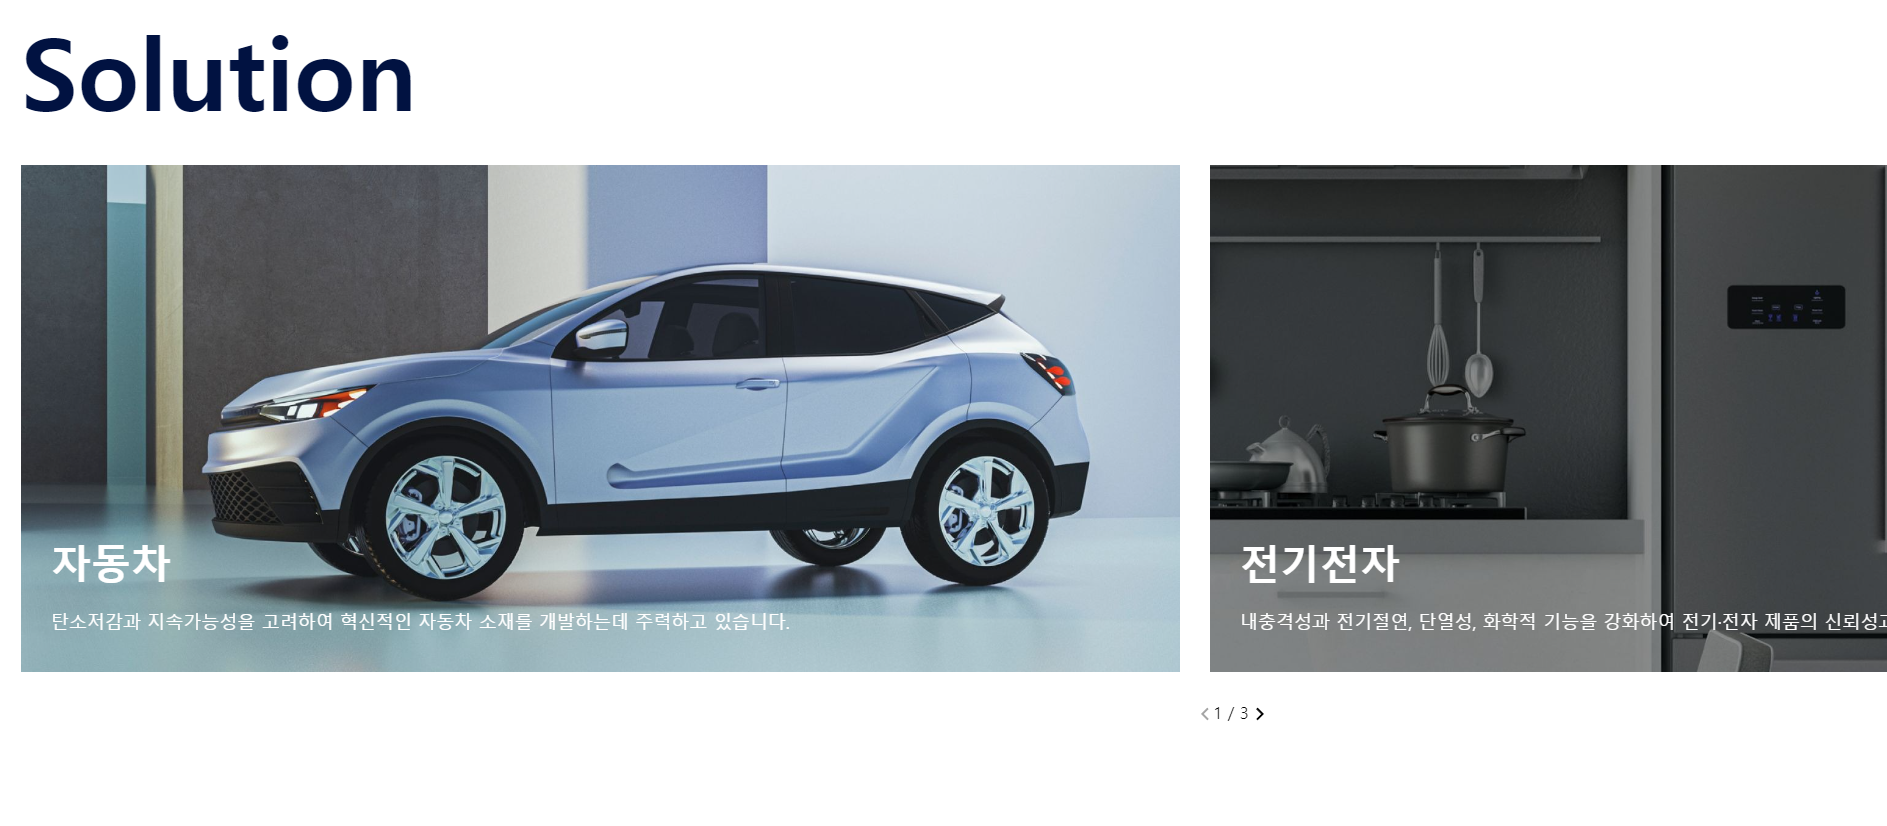 Solution
자동차
탄소저감과 지속가능성을 고려하여 혁신적인 자동차 소재를 개발하는데 주력하고 있습니다.
전기전자
내충격성과 전기절연, 단열성, 화학적 기능을 강화하여 전기·전자 제품의 신뢰성과
1 / 3